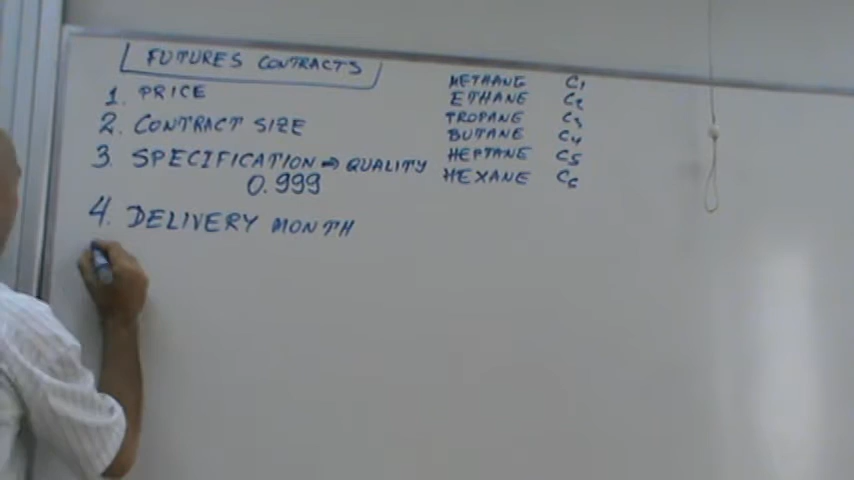 FUTURES CONTRACTS
1. PRICE
2. CONTRACT SIZE
3. SPECIFICATION ⇒ QUALITY
0.999
4. DELIVERY MONTH
METHANE C1
ETHANE C2
TROPANE C3
BUTANE C4
HEPTANE C5
HEXANE C6